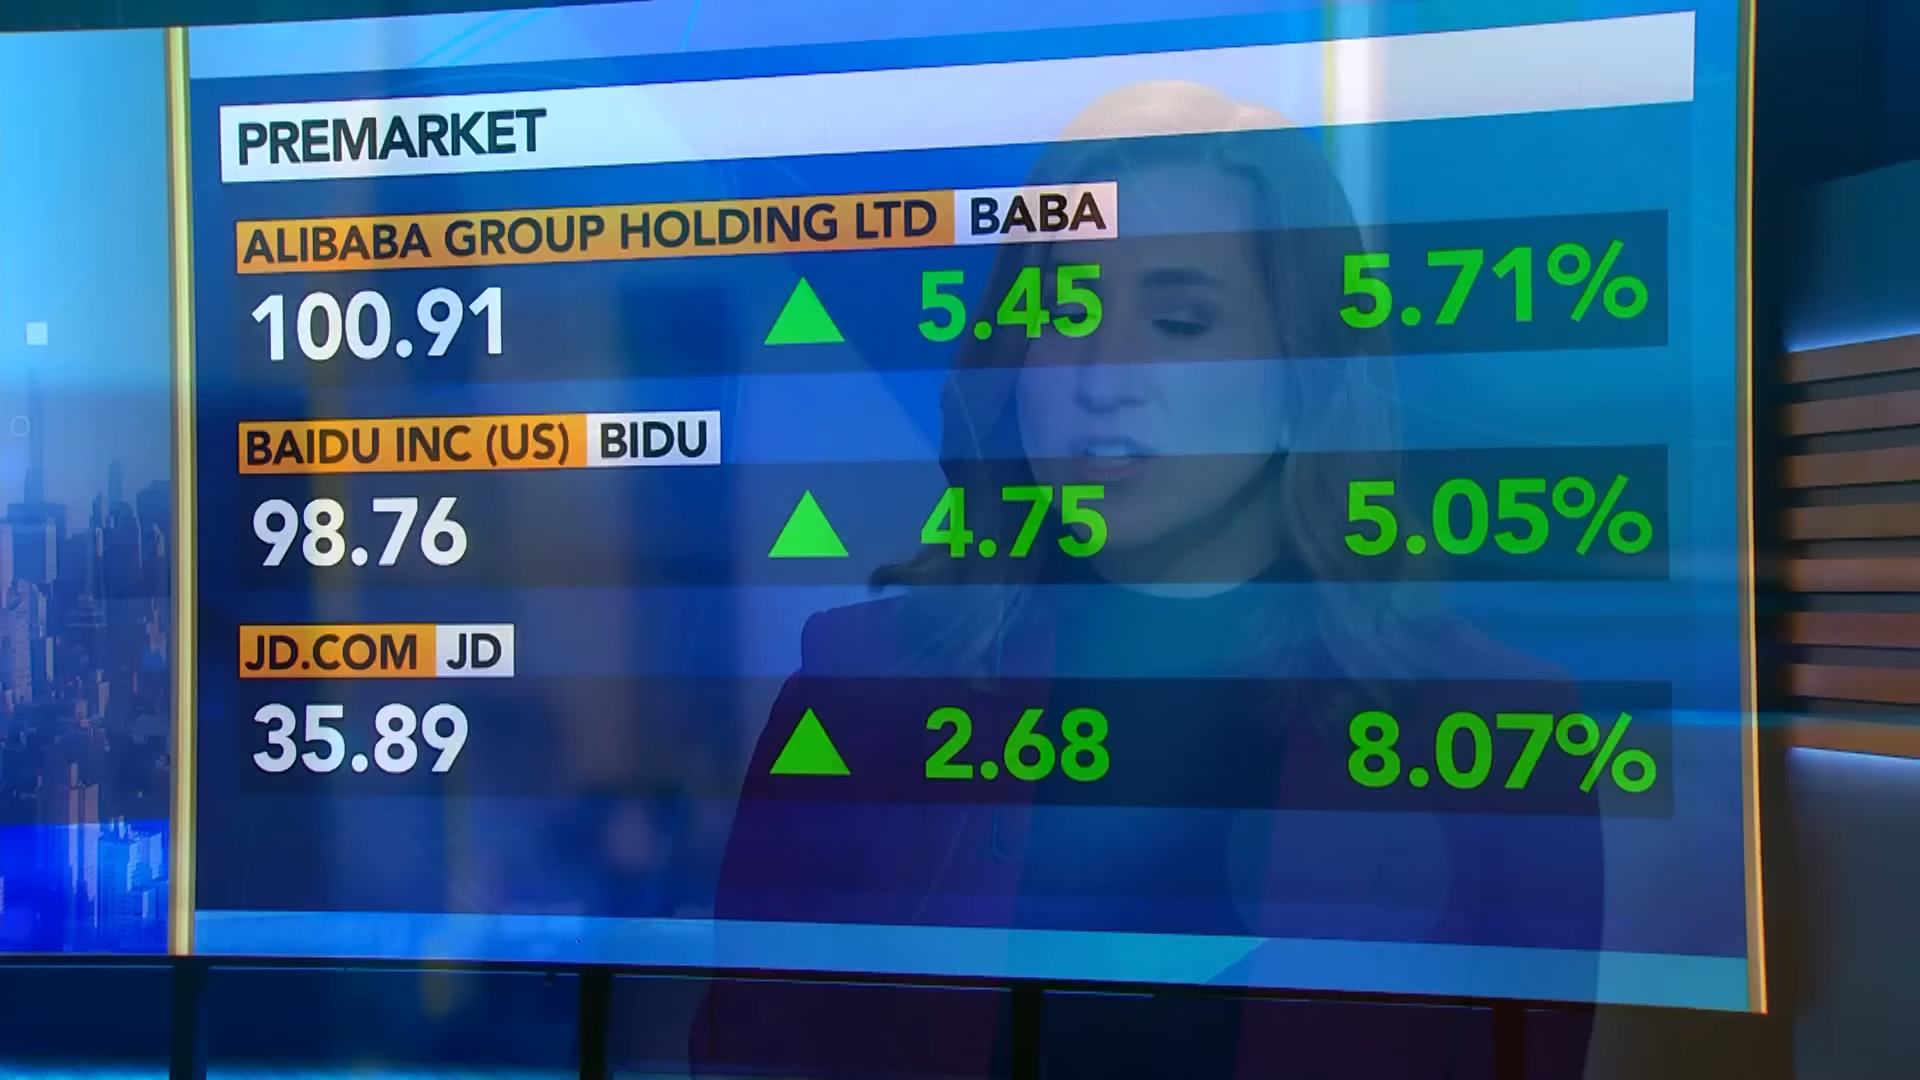 PREMARKET
ALIBABA GROUP HOLDING LTD BABA
100.91 ▲ 5.45 5.71%
BAIDU INC (US) BIDU
98.76 ▲ 4.75 5.05%
JD.COM JD
35.89 ▲ 2.68 8.07%